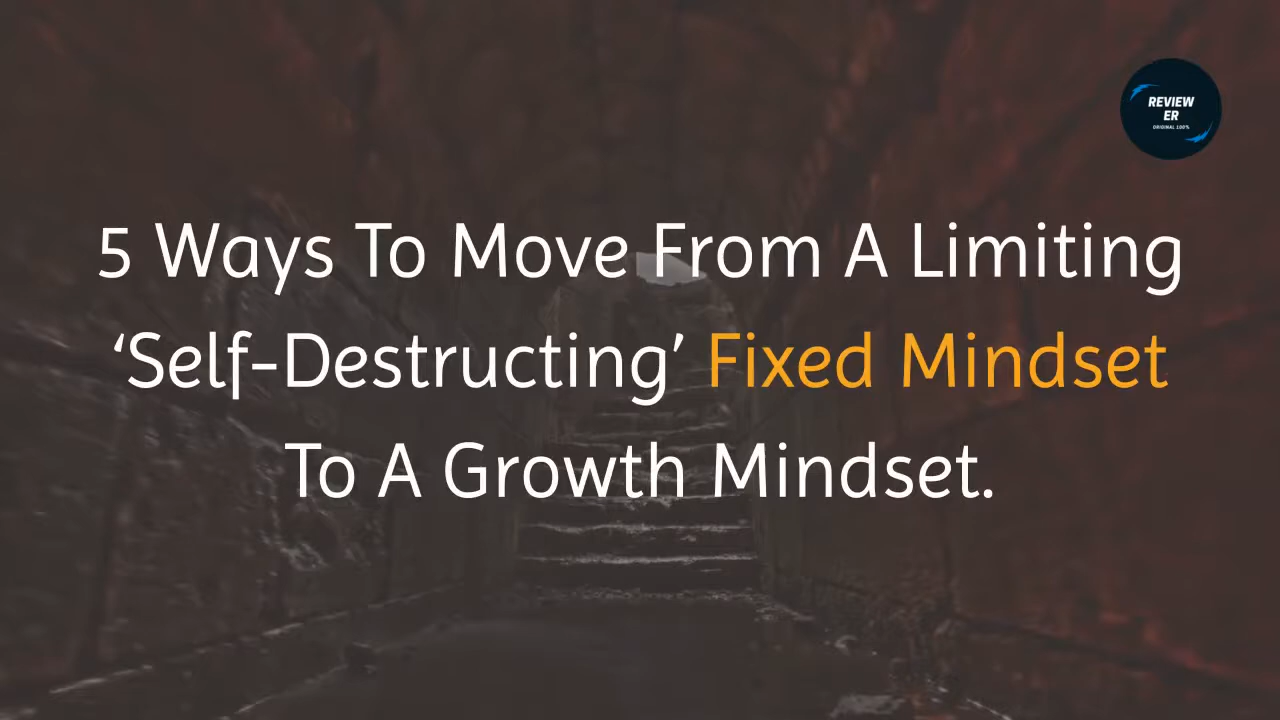 REVIEW
ER
ORIGINAL 100%
5 Ways To Move From A Limiting
‘Self-Destructing’ Fixed Mindset
To A Growth Mindset.